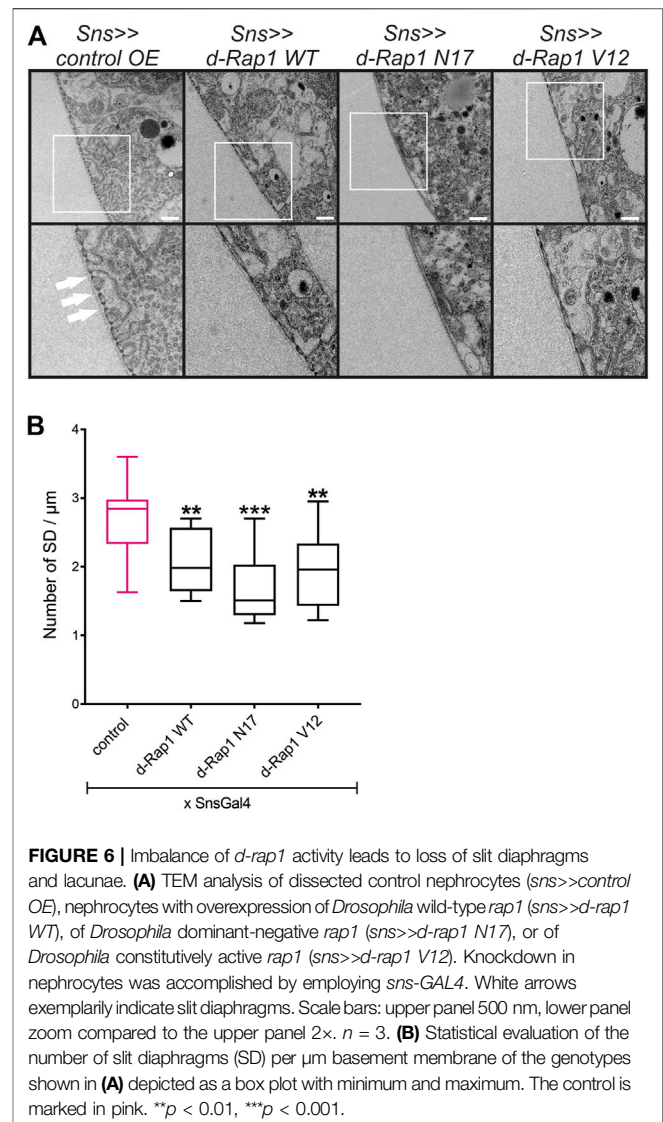 A
Sns>> control OE
Sns>> d-Rap1 WT
Sns>> d-Rap1 N17
Sns>> d-Rap1 V12
B
4
3
2
1
0
Number of SD / µm
**
***
**
control
d-Rap1 WT
d-Rap1 N17
d-Rap1 V12
x SnsGal4
FIGURE 6 | Imbalance of d-rap1 activity leads to loss of slit diaphragms
and lacunae. (A) TEM analysis of dissected control nephrocytes (sns>>control
OE), nephrocytes with overexpression of Drosophila wild-type rap1 (sns>>d-rap1
WT), of Drosophila dominant-negative rap1 (sns>>d-rap1 N17), or of
Drosophila constitutively active rap1 (sns>>d-rap1 V12). Knockdown in
nephrocytes was accomplished by employing sns-GAL4. White arrows
exemplarily indicate slit diaphragms. Scale bars: upper panel 500 nm, lower panel
zoom compared to the upper panel 2×. n = 3. (B) Statistical evaluation of the
number of slit diaphragms (SD) per µm basement membrane of the genotypes
shown in (A) depicted as a box plot with minimum and maximum. The control is
marked in pink. **p < 0.01, ***p < 0.001.